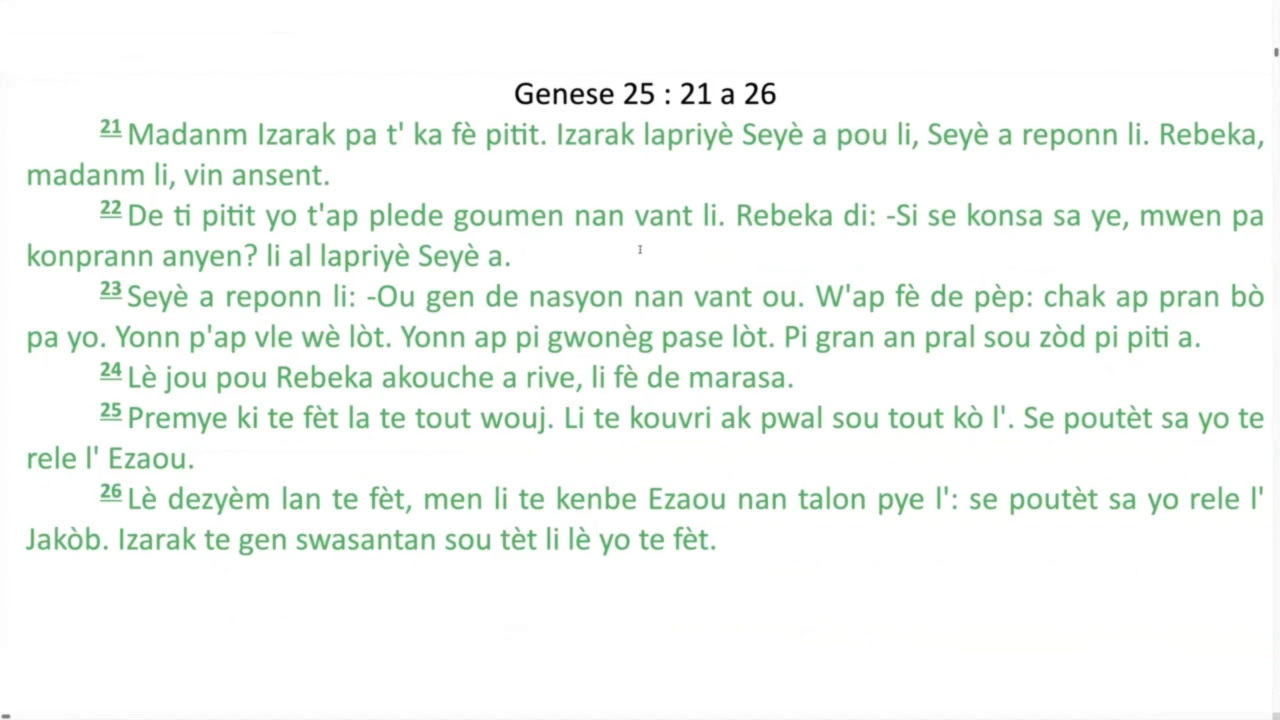 Genese 25 : 21 a 26
21 Madanm Izarak pa t' ka fè pitit. Izarak lapriyè Seyè a pou li, Seyè a reponn li. Rebeka,
madanm li, vin ansent.
22 De ti pitit yo t'ap plede goumen nan vant li. Rebeka di: -Si se konsa sa ye, mwen pa
konprann anyen? li al lapriyè Seyè a.
23 Seyè a reponn li: -Ou gen de nasyon nan vant ou. W'ap fè de pèp: chak ap pran bò
pa yo. Yonn p'ap vle wè lòt. Yonn ap pi gwonèg pase lòt. Pi gran an pral sou zòd pi piti a.
24 Lè jou pou Rebeka akouche a rive, li fè de marasa.
25 Premye ki te fèt la te tout wouj. Li te kouvri ak pwal sou tout kò l'. Se poutèt sa yo te
rele l' Ezaou.
26 Lè dezyèm lan te fèt, men li te kenbe Ezaou nan talon pye l': se poutèt sa yo rele l'
Jakòb. Izarak te gen swasantan sou tèt li lè yo te fèt.